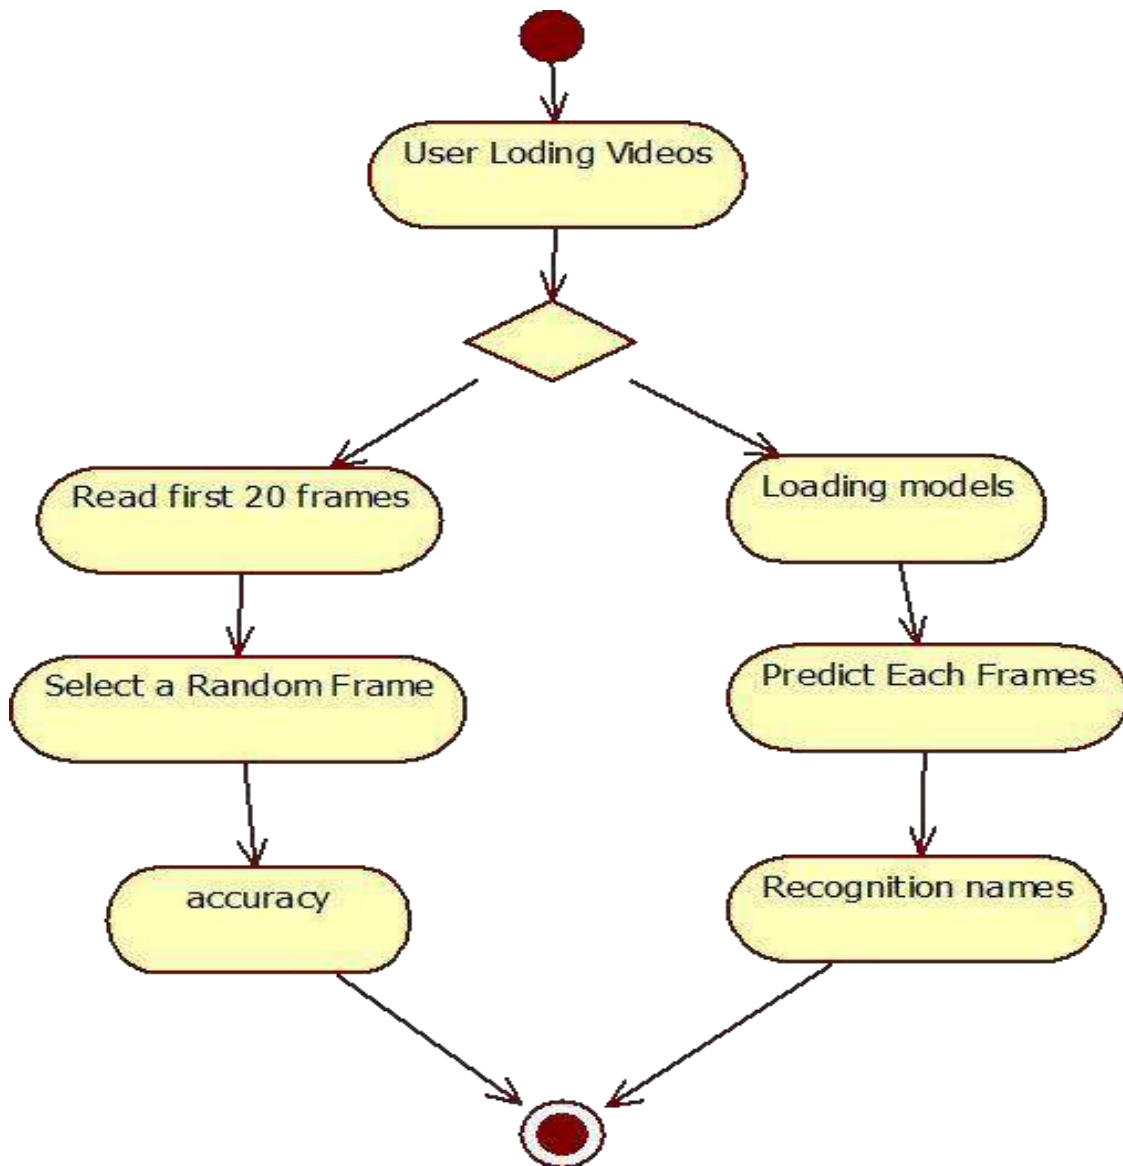 User Loding Videos
Read first 20 frames
Loading models
Select a Random Frame
Predict Each Frames
accuracy
Recognition names